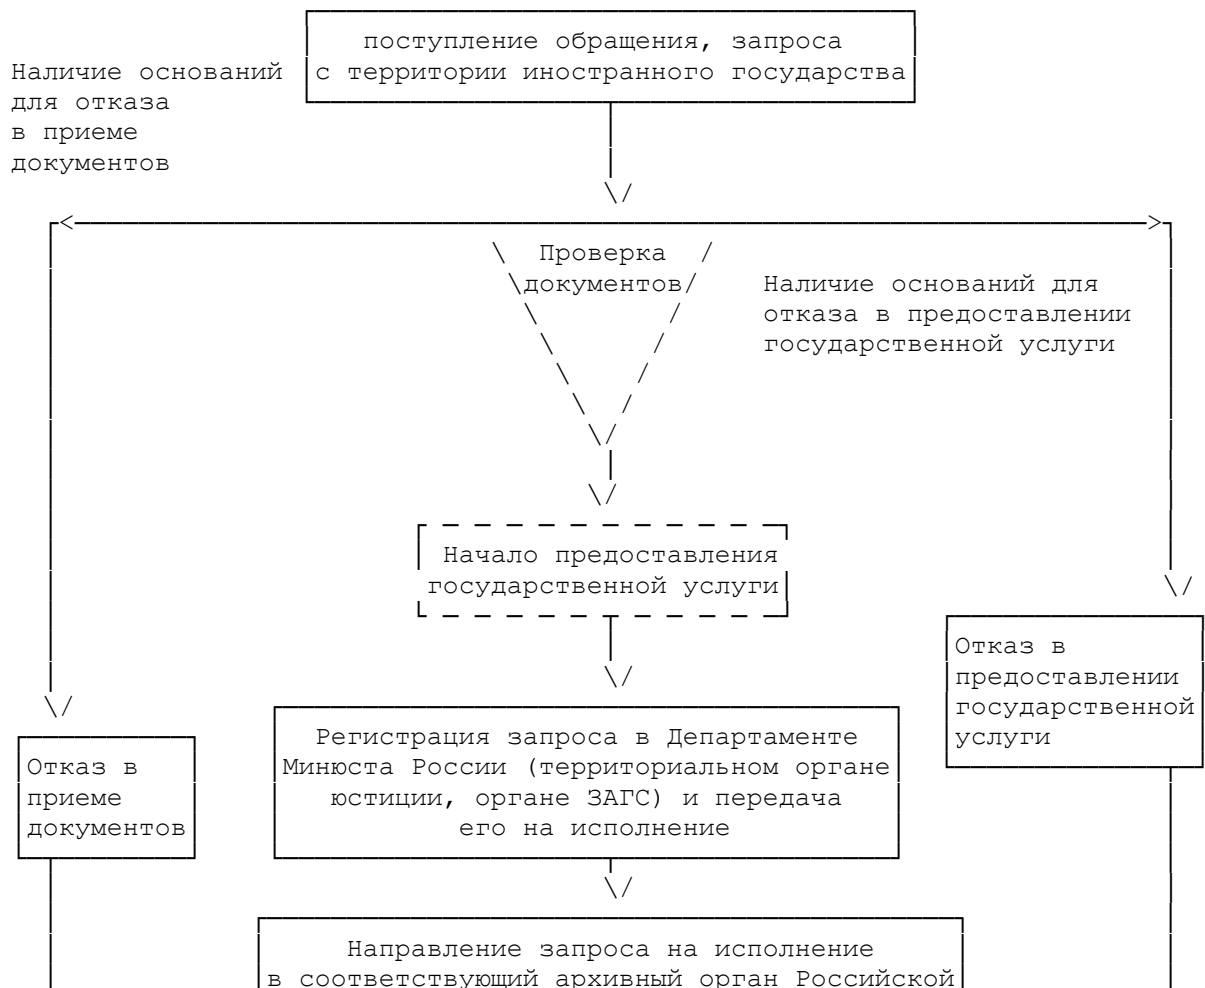 поступление обращения, запроса
с территории иностранного государства
Наличие оснований
для отказа
в приеме
документов
Проверка
документов
Наличие оснований для
отказа в предоставлении
государственной услуги
Начало предоставления
государственной услуги
Отказ в
предоставлении
государственной
услуги
Регистрация запроса в Департаменте
Минюста России (территориальном органе
юстиции, органе ЗАГС) и передача
его на исполнение
Отказ в
приеме
документов
Направление запроса на исполнение
в соответствующий архивный орган Российской